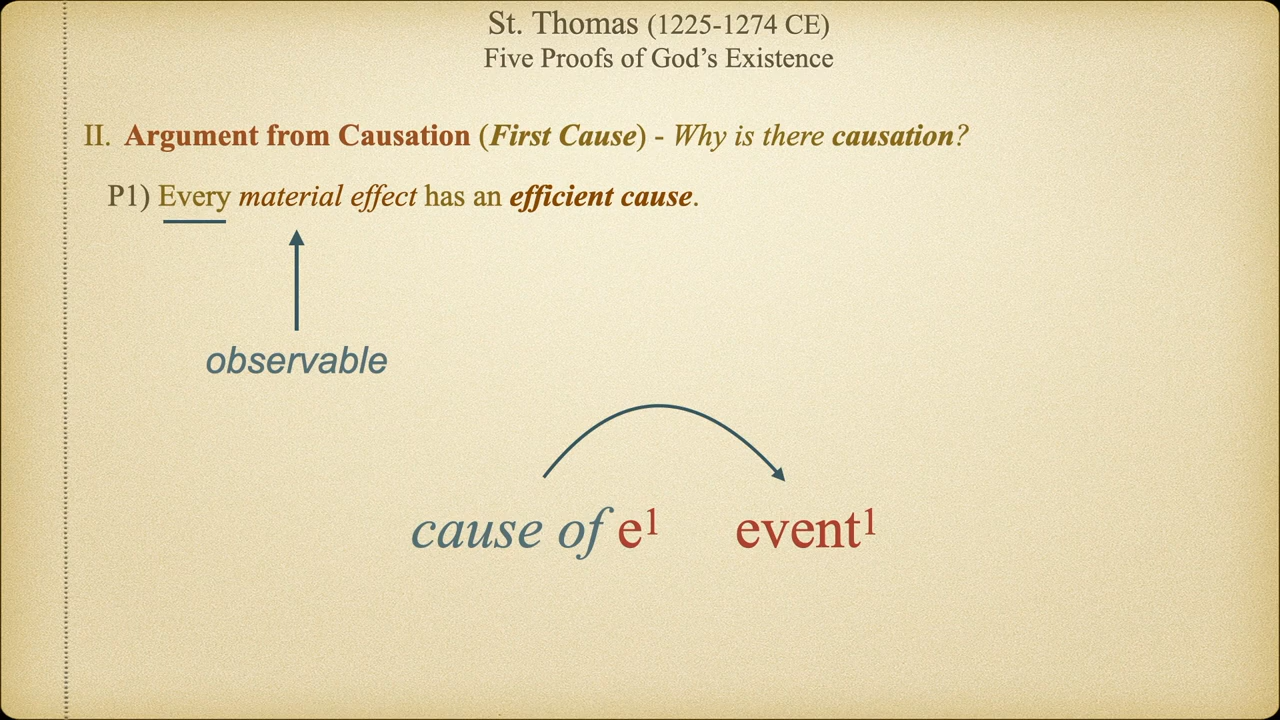 St. Thomas (1225-1274 CE)
Five Proofs of God’s Existence
II. Argument from Causation (First Cause) - Why is there causation?
P1) Every material effect has an efficient cause.
observable
cause of e¹ event¹